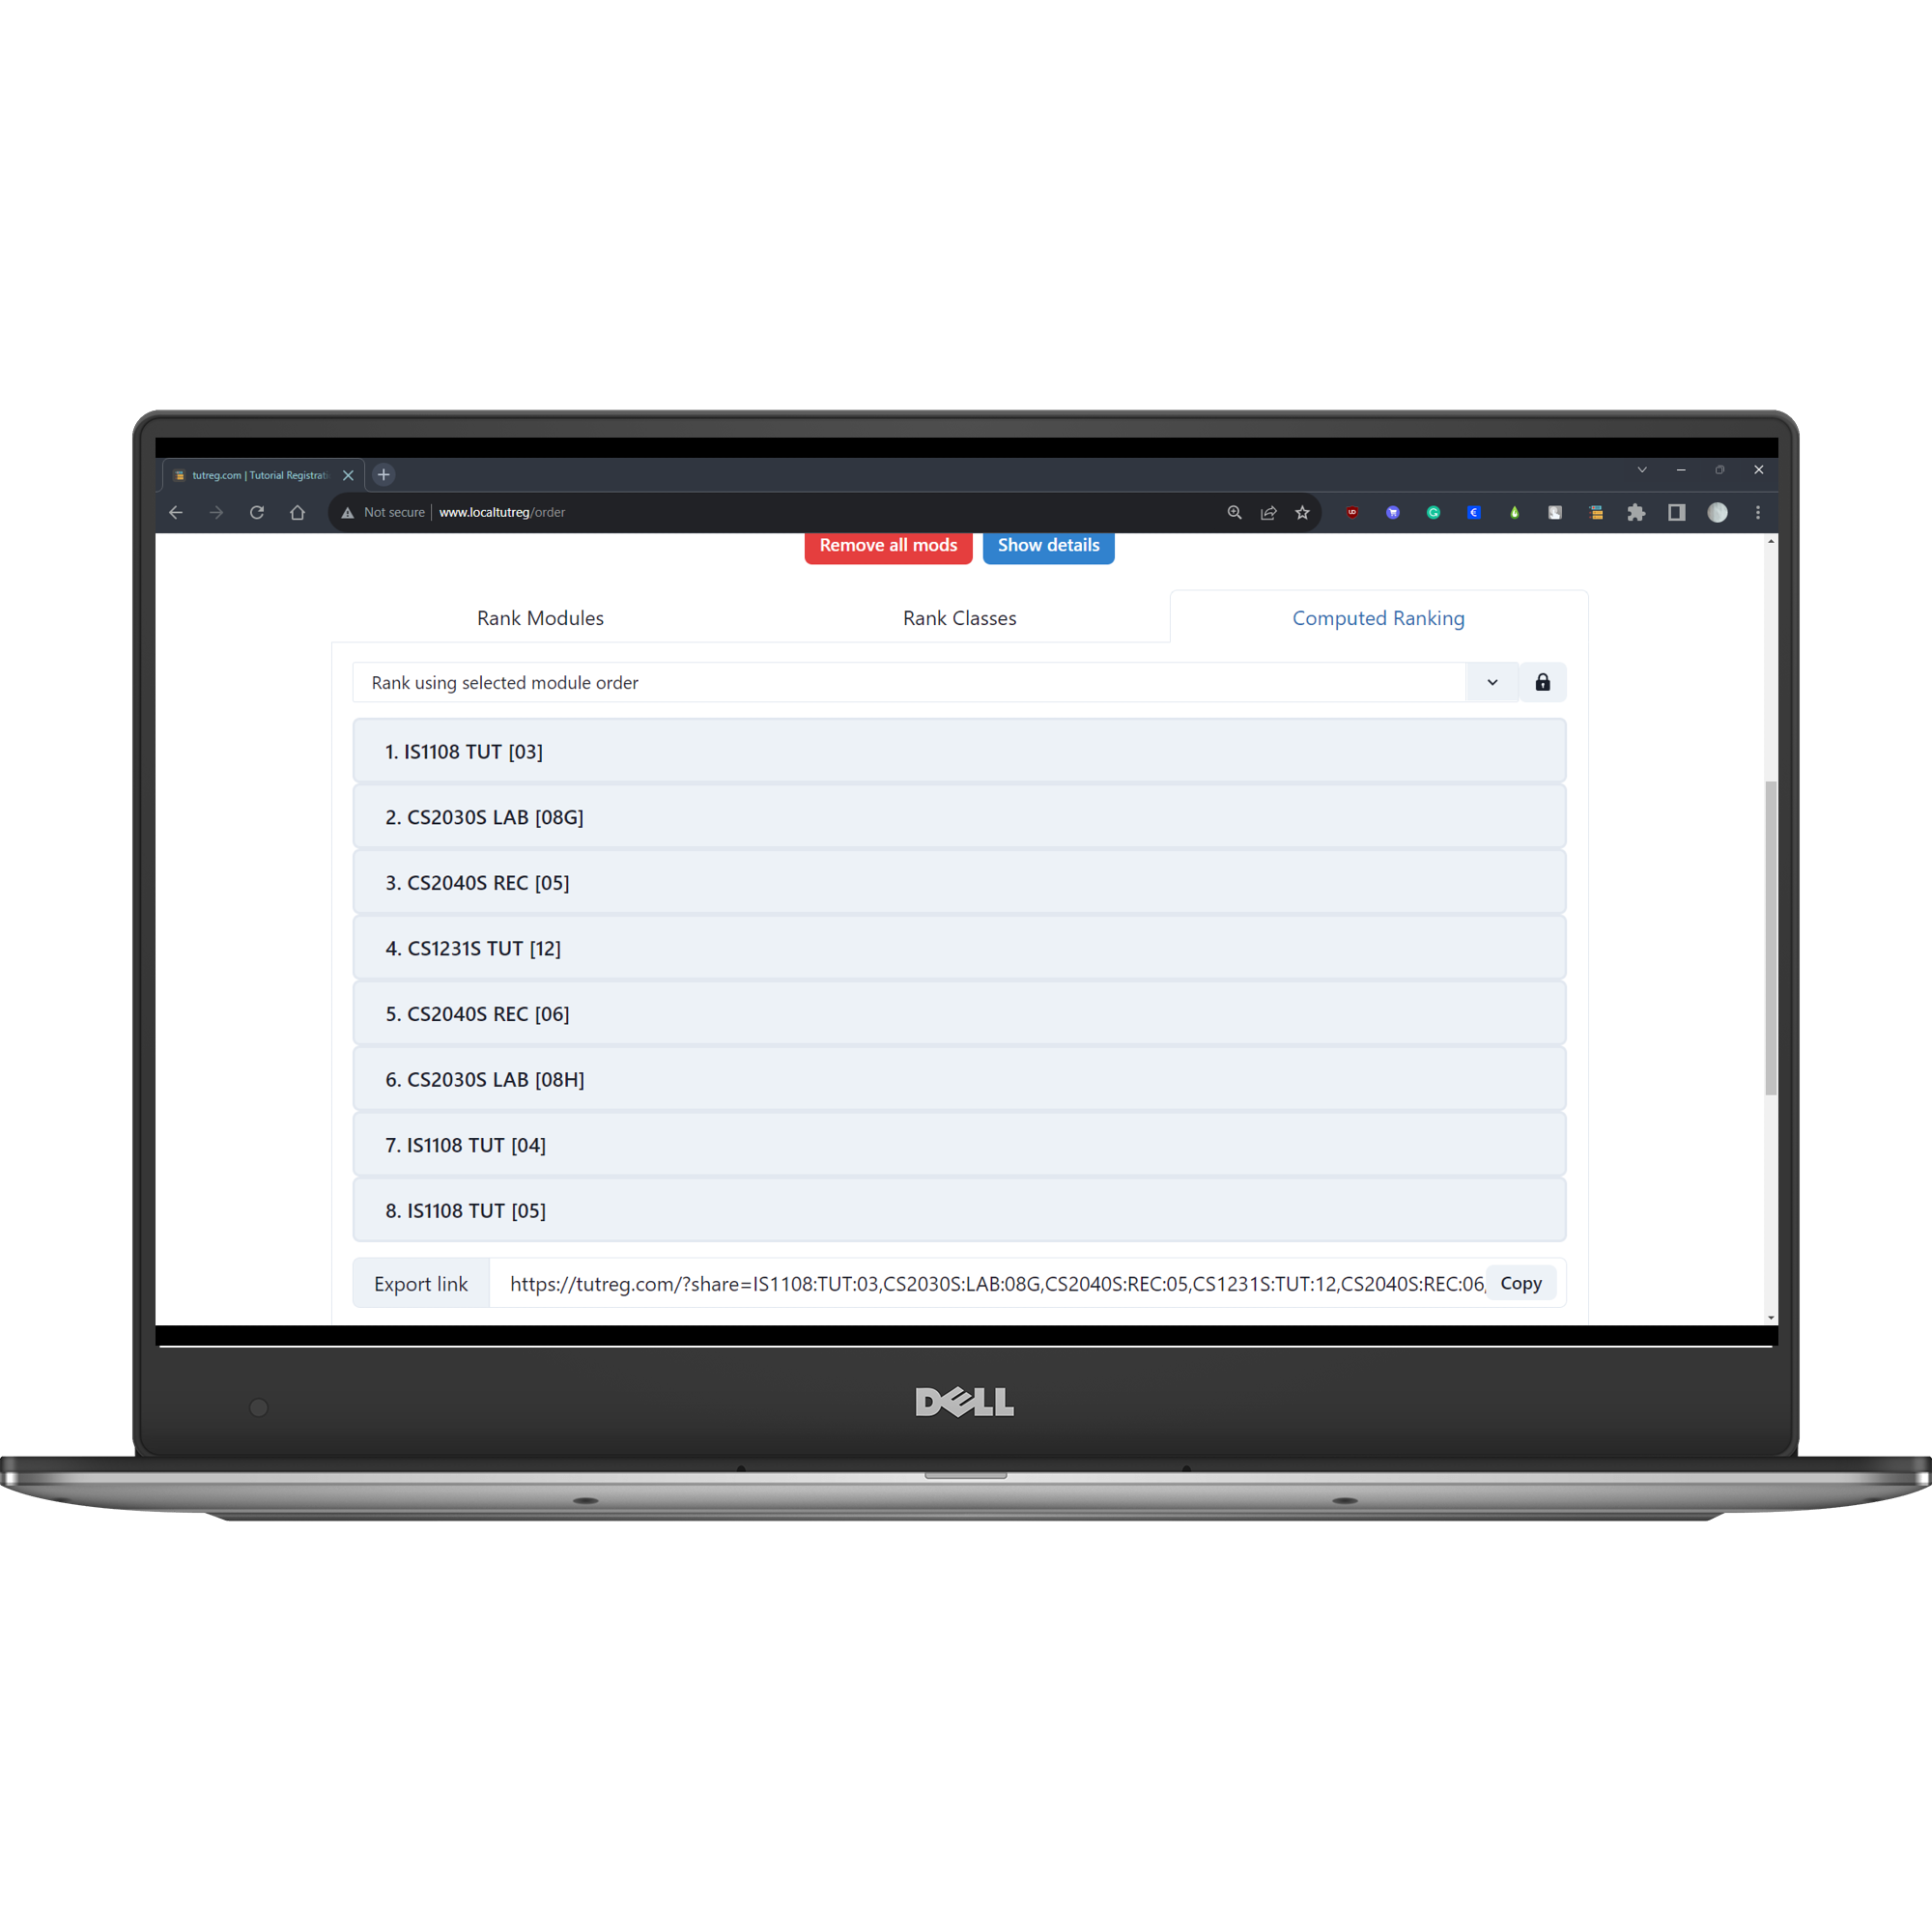 tutreg.com | Tutorial Registrati
Not secure | www.localtutreg/order
Remove all mods
Show details
Rank Modules
Rank Classes
Computed Ranking
Rank using selected module order
1. IS1108 TUT [03]
2. CS2030S LAB [08G]
3. CS2040S REC [05]
4. CS1231S TUT [12]
5. CS2040S REC [06]
6. CS2030S LAB [08H]
7. IS1108 TUT [04]
8. IS1108 TUT [05]
Export link
https://tutreg.com/?share=IS1108:TUT:03,CS2030S:LAB:08G,CS2040S:REC:05,CS1231S:TUT:12,CS2040S:REC:06,
Copy
DELL